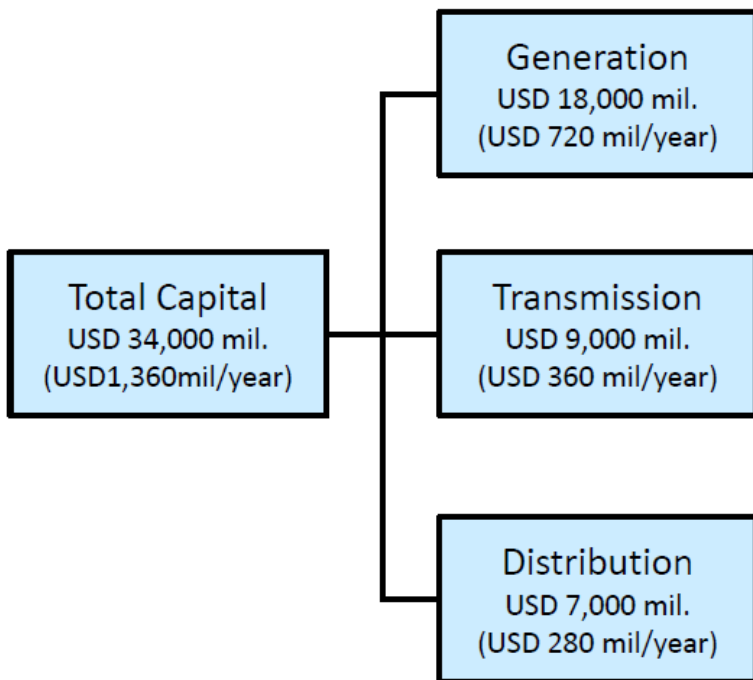 Generation
USD 18,000 mil.
(USD 720 mil/year)
Total Capital
USD 34,000 mil.
(USD1,360mil/year)
Transmission
USD 9,000 mil.
(USD 360 mil/year)
Distribution
USD 7,000 mil.
(USD 280 mil/year)